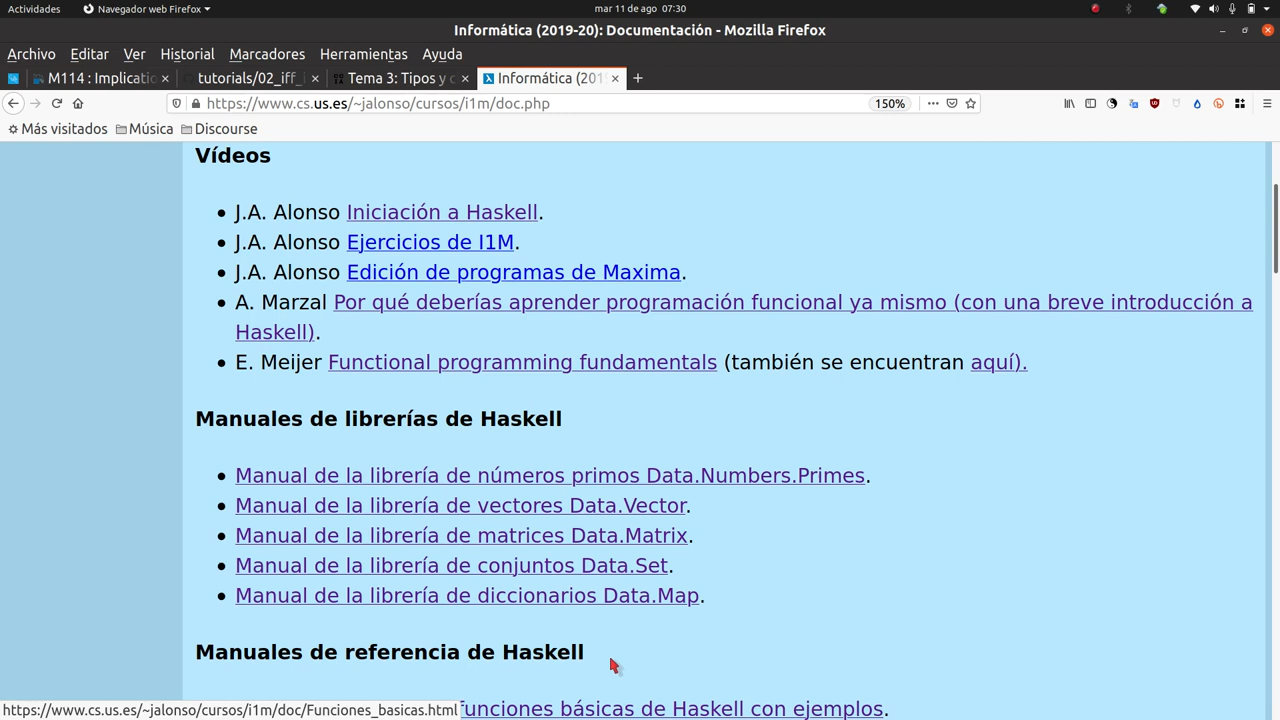 Actividades Navegador web Firefox mar 11 de ago 07:30
Informática (2019-20): Documentación - Mozilla Firefox
Archivo Editar Ver Historial Marcadores Herramientas Ayuda
M114 : Implicatio × tutorials/02_iff_i × Tema 3: Tipos y c × Informática (201 × +
https://www.cs.us.es/~jalonso/cursos/i1m/doc.php 150%
Más visitados Música Discourse
Vídeos
• J.A. Alonso Iniciación a Haskell.
• J.A. Alonso Ejercicios de I1M.
• J.A. Alonso Edición de programas de Maxima.
• A. Marzal Por qué deberías aprender programación funcional ya mismo (con una breve introducción a
Haskell).
• E. Meijer Functional programming fundamentals (también se encuentran aquí).
Manuales de librerías de Haskell
• Manual de la librería de números primos Data.Numbers.Primes.
• Manual de la librería de vectores Data.Vector.
• Manual de la librería de matrices Data.Matrix.
• Manual de la librería de conjuntos Data.Set.
• Manual de la librería de diccionarios Data.Map.
Manuales de referencia de Haskell
https://www.cs.us.es/~jalonso/cursos/i1m/doc/Funciones_basicas.html funciones básicas de Haskell con ejemplos.